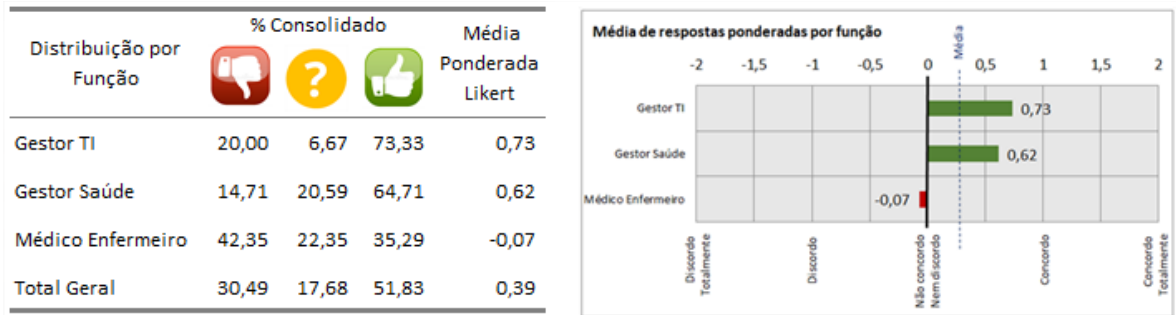 Distribuição por Função
% Consolidado
?
Média Ponderada Likert
Gestor TI 20,00 6,67 73,33 0,73
Gestor Saúde 14,71 20,59 64,71 0,62
Médico Enfermeiro 42,35 22,35 35,29 -0,07
Total Geral 30,49 17,68 51,83 0,39
Média de respostas ponderadas por função
Média
-2 -1,5 -1 -0,5 0 0,5 1 1,5 2
Gestor TI 0,73
Gestor Saúde 0,62
Médico Enfermeiro -0,07
Discordo Totalmente
Discordo
Não concordo Nem discordo
Concordo
Concordo Totalmente